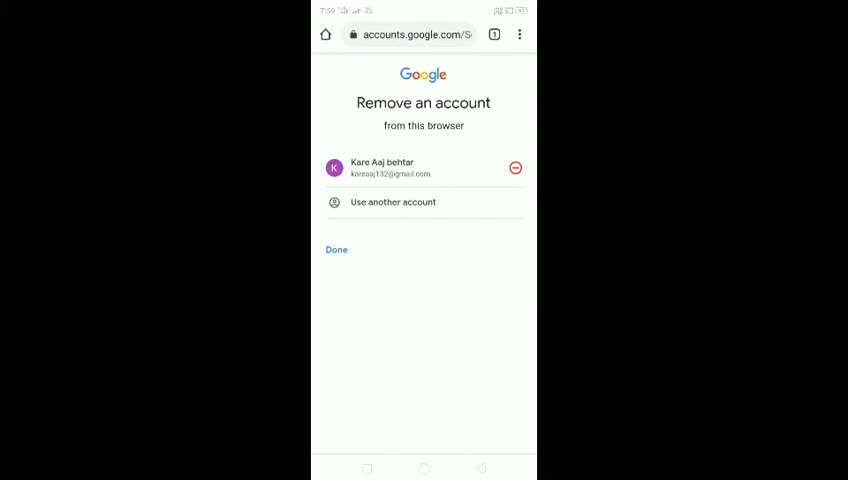 7:59
accounts.google.com/S
1
Google
Remove an account
from this browser
K
Kare Aaj behtar
kareaaj132@gmail.com
Use another account
Done